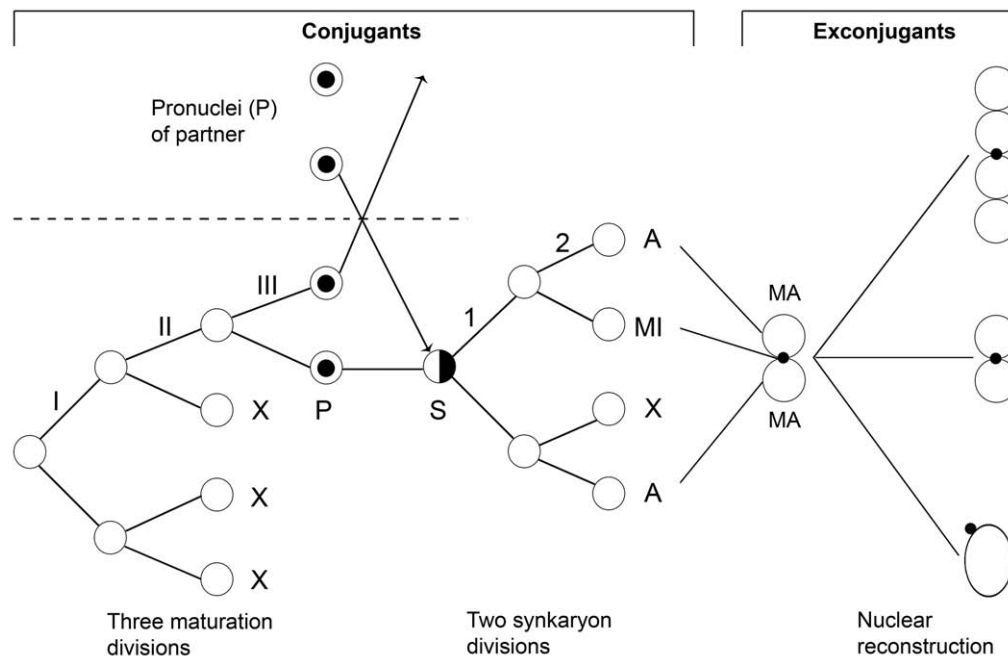 Conjugants
Exconjugants
Pronuclei (P)
of partner
2
A
III
MA
II
1
MI
I
X
P
S
X
MA
X
A
X
Three maturation
divisions
Two synkaryon
divisions
Nuclear
reconstruction